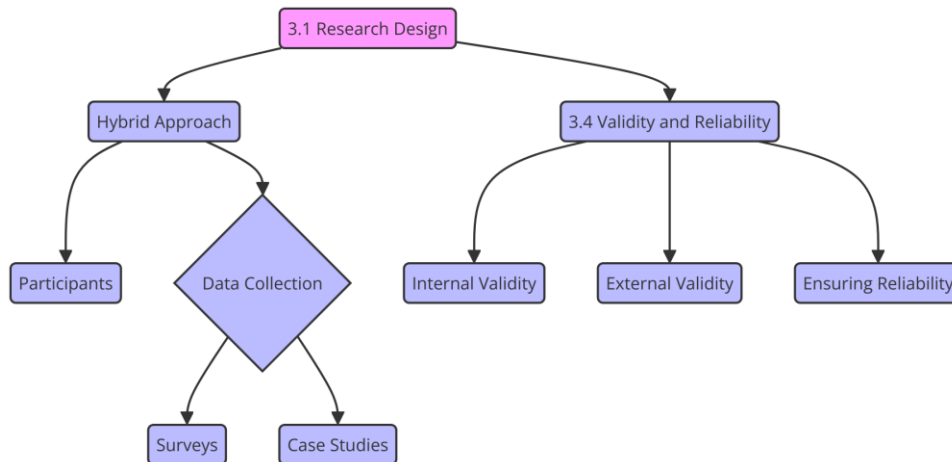 3.1 Research Design
Hybrid Approach
3.4 Validity and Reliability
Participants
Data Collection
Internal Validity
External Validity
Ensuring Reliability
Surveys
Case Studies